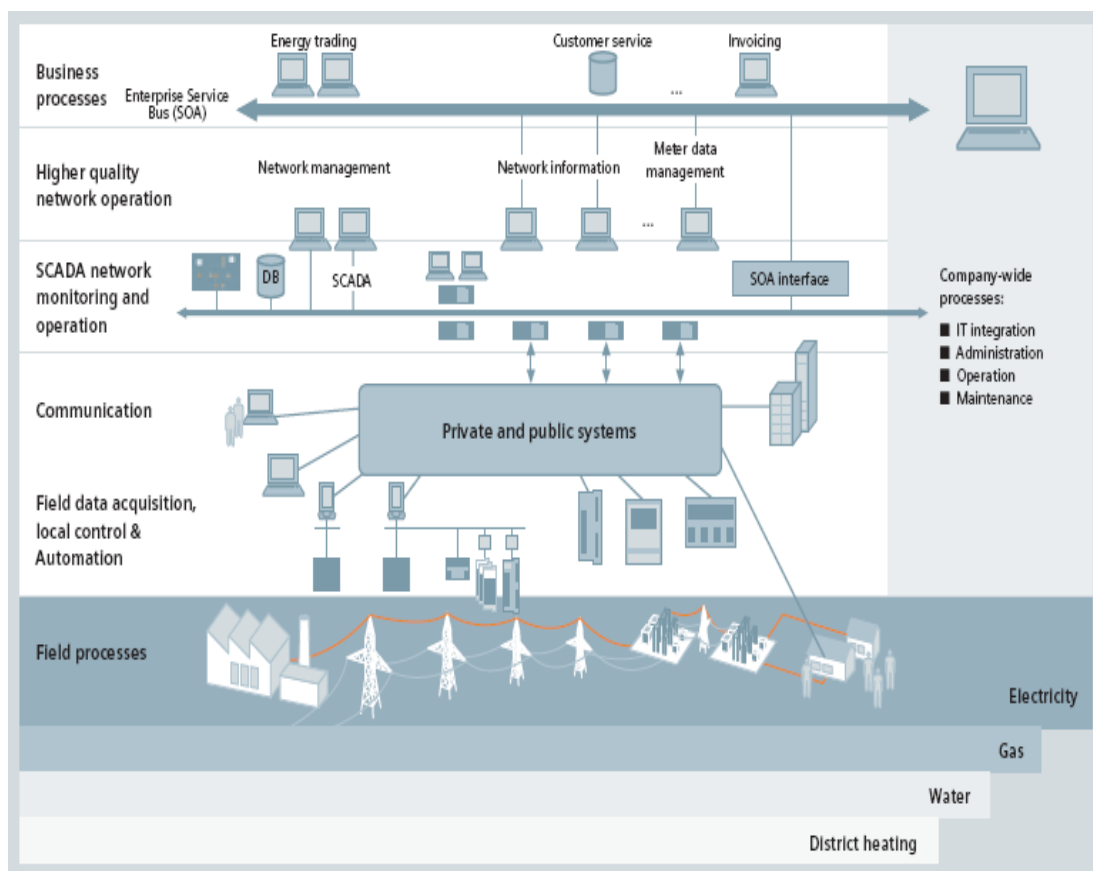 Energy trading
Customer service
Invoicing
Business
processes
Enterprise Service
Bus (SOA)
...
Higher quality
network operation
Network management
Network information
Meter data
management
...
SCADA network
monitoring and
operation
DB
SCADA
SOA interface
Company-wide
processes:
■ IT integration
■ Administration
■ Operation
■ Maintenance
Communication
Private and public systems
Field data acquisition,
local control &
Automation
Field processes
Electricity
Gas
Water
District heating